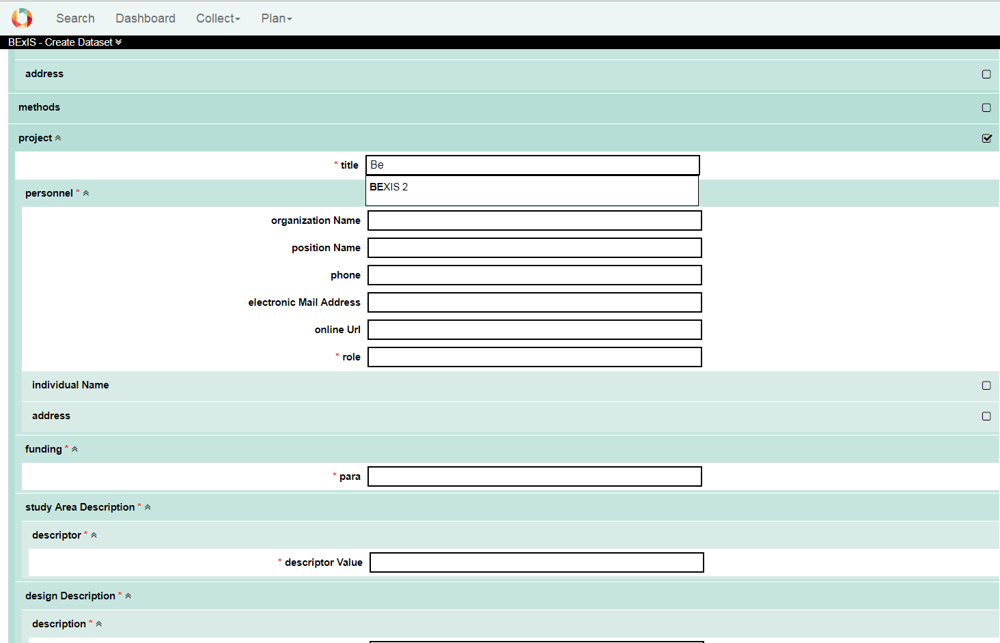 Search Dashboard Collect Plan
BExIS - Create Dataset
address
methods
project
* title Be
BEXIS 2
personnel *
organization Name
position Name
phone
electronic Mail Address
online Url
* role
individual Name
address
funding *
* para
study Area Description *
descriptor *
* descriptor Value
design Description *
description *